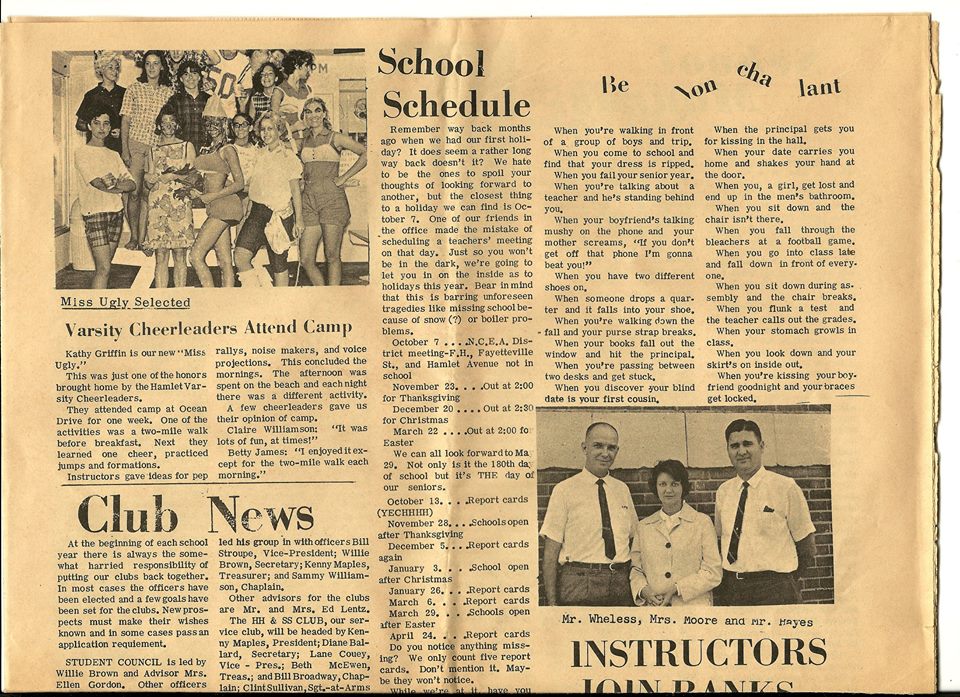 50
PM
Miss Ugly Selected
Varsity Cheerleaders Attend Camp
Kathy Griffin is our new "Miss
Ugly."
This was just one of the honors
brought home by the Hamlet Var-
sity Cheerleaders.
They attended camp at Ocean
Drive for one week. One of the
activities was a two-mile walk
before breakfast. Next they
learned one cheer, practiced
jumps and formations.
Instructors gave ideas for pep
rallys, noise makers, and voice
projections. This concluded the
mornings. The afternoon was
spent on the beach and each night
there was a different activity.
A few cheerleaders gave us
their opinion of camp.
Claire Williamson: "It was
lots of fun, at times!"
Betty James: "I enjoyed it ex-
cept for the two-mile walk each
morning."
Club News
At the beginning of each school
year there is always the some-
what harried responsibility of
putting our clubs back together.
In most cases the officers have
been elected and a few goals have
been set for the clubs. New pros-
pects must make their wishes
known and in some cases pass an
application requiement.
STUDENT COUNCIL is led by
Willie Brown and Advisor Mrs.
Ellen Gordon. Other officers
led his group in with officers Bill
Stroupe, Vice-President; Willie
Brown, Secretary; Kenny Maples,
Treasurer; and Sammy William-
son, Chaplain.
Other advisors for the clubs
are Mr. and Mrs. Ed Lentz.
The HH & SS CLUB, our ser-
vice club, will be headed by Ken-
ny Maples, President; Diane Bal-
lard, Secretary; Lane Couey,
Vice - Pres.; Beth McEwen,
Treas.; and Bill Broadway, Chap-
lain; Clint Sullivan, Sgt.-at-Arms
School
Schedule
Remember way back months
ago when we had our first holi-
day? It does seem a rather long
way back doesn't it? We hate
to be the ones to spoil your
thoughts of looking forward to
another, but the closest thing
to a holiday we can find is Oc-
tober 7. One of our friends in
the office made the mistake of
scheduling a teachers' meeting
on that day. Just so you won't
be in the dark, we're going to
let you in on the inside as to
holidays this year. Bear in mind
that this is barring unforeseen
tragedies like missing school be-
cause of snow (?) or boiler pro-
blems.
October 7 ....N.C.E.A. Dis-
trict meeting-F.H., Fayetteville
St., and Hamlet Avenue not in
school
November 23....Out at 2:00
for Thanksgiving
December 20 ....Out at 2:30
for Christmas
March 22 ....Out at 2:00 for
Easter
We can all look forward to Ma
29. Not only is it the 180th day
of school but it's THE day of
our seniors.
October 13. . . .Report cards
(YECHHHH)
November 28. . . .Schools open
after Thanksgiving
December 5. . . .Report cards
again
January 3. . . .School open
after Christmas
January 26. . . .Report cards
March 6. . . .Report cards
March 29. . . .Schools open
after Easter
April 24. . . .Report cards
Do you notice anything miss-
ing? We only count five report
cards. Don't mention it. May-
be they won't notice.
While we're at it, have you
Be Non cha lant
When you're walking in front
of a group of boys and trip.
When you come to school and
find that your dress is ripped.
When you fail your senior year.
When you're talking about a
teacher and he's standing behind
you.
When your boyfriend's talking
mushy on the phone and your
mother screams, "If you don't
get off that phone I'm gonna
beat you!"
When you have two different
shoes on.
When someone drops a quar-
ter and it falls into your shoe.
When you're walking down the
hall and your purse strap breaks.
When your books fall out the
window and hit the principal.
When you're passing between
two desks and get stuck.
When you discover your blind
date is your first cousin.
When the principal gets you
for kissing in the hall.
When your date carries you
home and shakes your hand at
the door.
When you, a girl, get lost and
end up in the men's bathroom.
When you sit down and the
chair isn't there.
When you fall through the
bleachers at a football game.
When you go into class late
and fall down in front of every-
one.
When you sit down during as-
sembly and the chair breaks.
When you flunk a test and
the teacher calls out the grades.
When your stomach growls in
class.
When you look down and your
skirt's on inside out.
When you're kissing your boy-
friend goodnight and your braces
get locked.
Mr. Wheless, Mrs. Moore and Mr. Hayes
INSTRUCTORS
JOIN RANKS